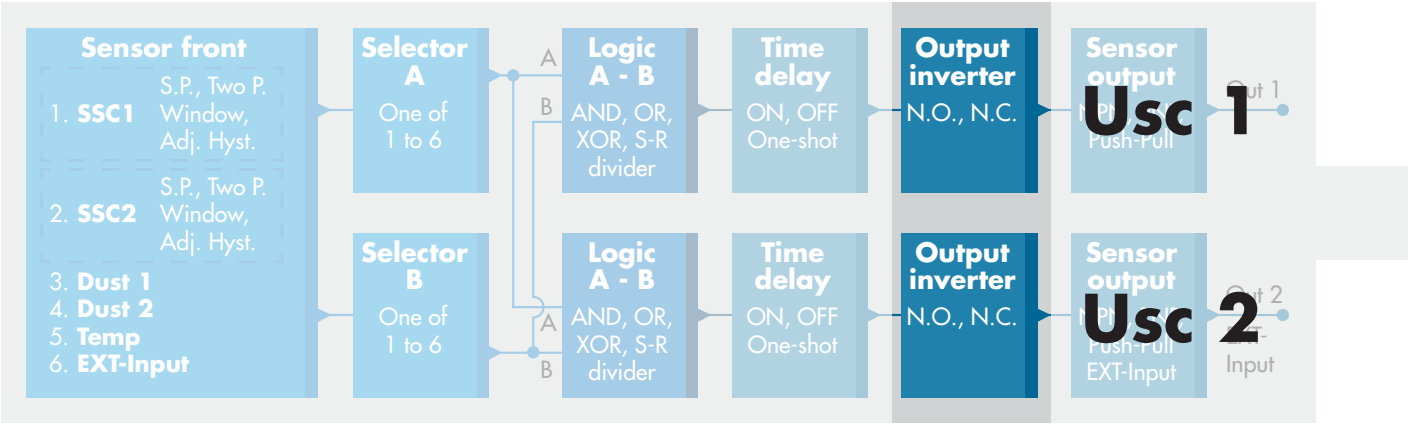 Sensor front
1. SSC1
S.P., Two P.
Window,
Adj. Hyst.
2. SSC2
S.P., Two P.
Window,
Adj. Hyst.
3. Dust 1
4. Dust 2
5. Temp
6. EXT-Input
Selector
A
One of
1 to 6
A
B
Logic
A - B
AND, OR,
XOR, S-R
divider
Time
delay
ON, OFF
One-shot
Output
inverter
N.O., N.C.
Sensor
output
Push-Pull
Usc 1
Out 1
Selector
B
One of
1 to 6
A
B
Logic
A - B
AND, OR,
XOR, S-R
divider
Time
delay
ON, OFF
One-shot
Output
inverter
N.O., N.C.
Sensor
output
Push-Pull
EXT-Input
Usc 2
Out 2
EXT-
Input